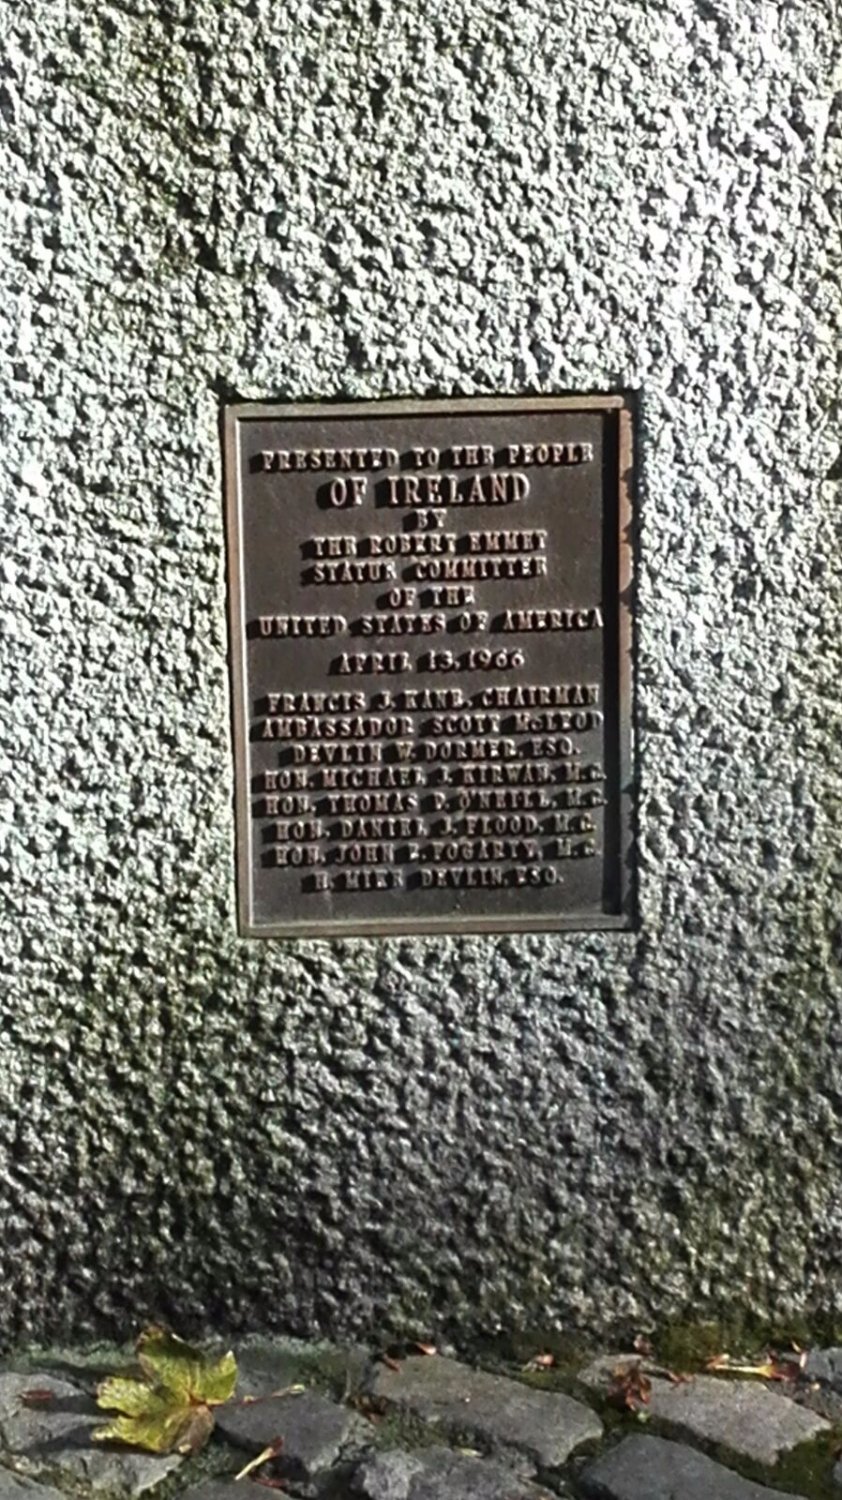 PRESENTED TO THE PEOPLE
OF IRELAND
BY
THE ROBERT EMMET
STATUE COMMITTEE
OF THE
UNITED STATES OF AMERICA
APRIL 13, 1966
FRANCIS J. KANE, CHAIRMAN
AMBASSADOR SCOTT McLEOD
DEVLIN W. DORMER, ESQ.
HON. MICHAEL J. KIRWAN, M.C.
HON. THOMAS P. O'NEILL, M.C.
HON. DANIEL J. FLOOD, M.C.
HON. JOHN E. FOGARTY, M.C.
H. MIKE DEVLIN, ESQ.